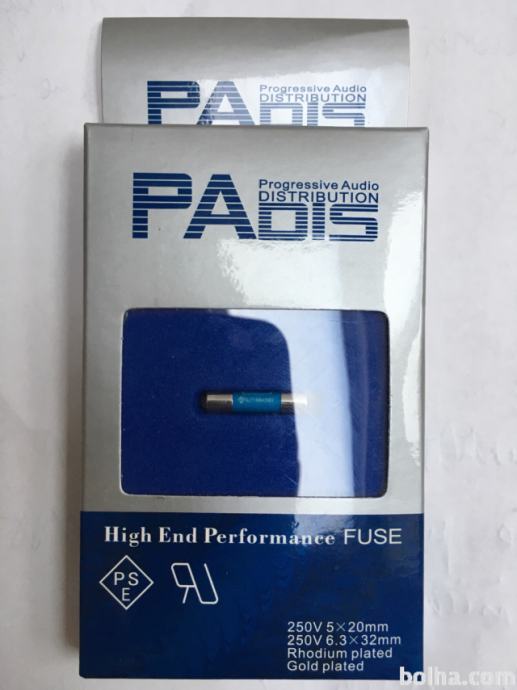 Progressive Audio
DISTRIBUTION
PADIS
Progressive Audio
DISTRIBUTION
PADIS
High End Performance FUSE
PS
E
UR
250V 5×20mm
250V 6.3×32mm
Rhodium plated
Gold plated
bolha.com